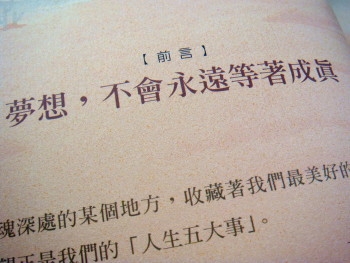 【前言】
夢想，不會永遠等著成眞
魂深處的某個地方，收藏著我們最美好的
正是我們的「人生五大事」。